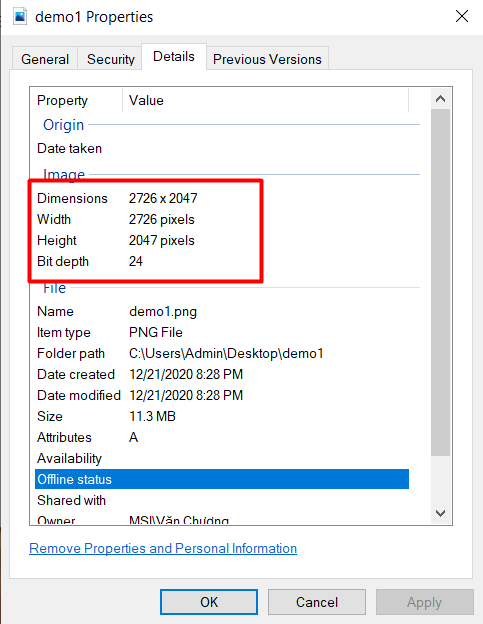 demo1 Properties
General Security Details Previous Versions
Property Value
Origin
Date taken
Image
Dimensions 2726 x 2047
Width 2726 pixels
Height 2047 pixels
Bit depth 24
File
Name demo1.png
Item type PNG File
Folder path C:\Users\Admin\Desktop\demo1
Date created 12/21/2020 8:28 PM
Date modified 12/21/2020 8:28 PM
Size 11.3 MB
Attributes A
Availability
Offline status
Shared with
Owner MSI\Văn Chương
Remove Properties and Personal Information
OK Cancel Apply